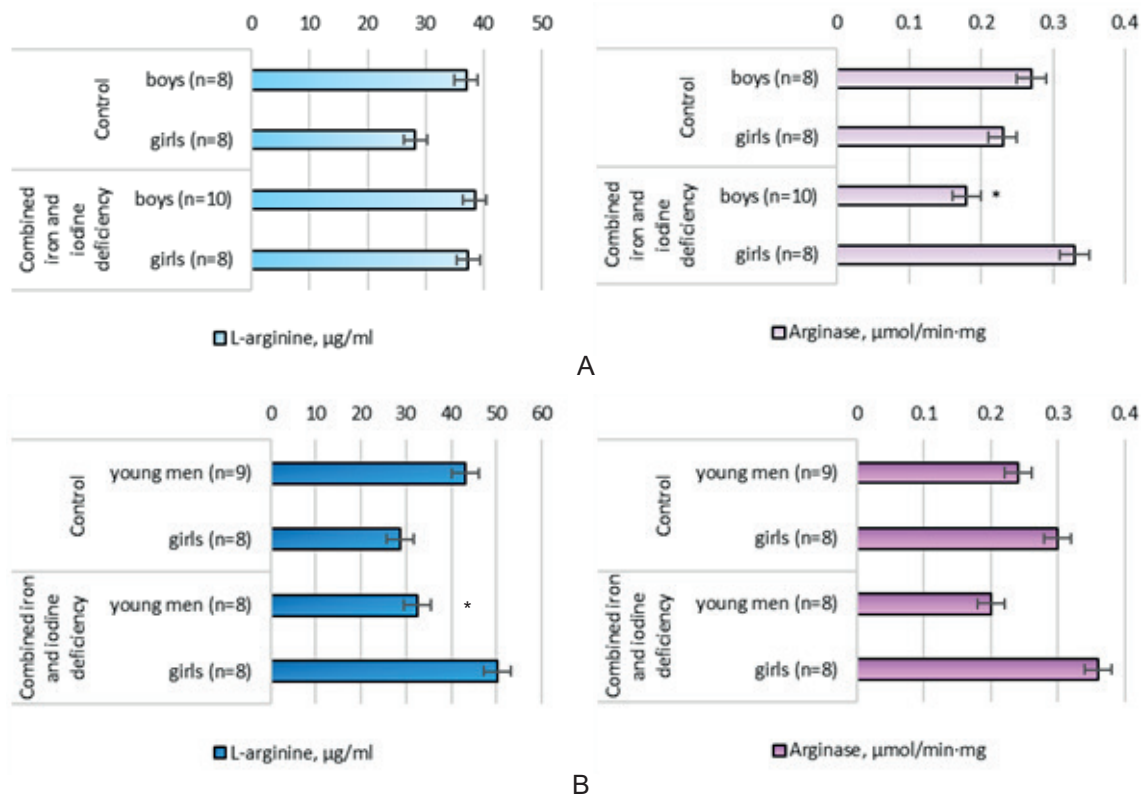 0 10 20 30 40 50
Control
boys (n=8)
girls (n=8)
Combined
iron and
iodine
deficiency
boys (n=10)
girls (n=8)
L-arginine, µg/ml
0 0.1 0.2 0.3 0.4
Control
boys (n=8)
girls (n=8)
Combined
iron and
iodine
deficiency
boys (n=10)
*
girls (n=8)
Arginase, µmol/min·mg
A
0 10 20 30 40 50 60
Control
young men (n=9)
girls (n=8)
Combined iron
and iodine
deficiency
young men (n=8)
*
girls (n=8)
L-arginine, µg/ml
0 0.1 0.2 0.3 0.4
Control
young men (n=9)
girls (n=8)
Combined iron
and iodine
deficiency
young men (n=8)
girls (n=8)
Arginase, µmol/min·mg
B